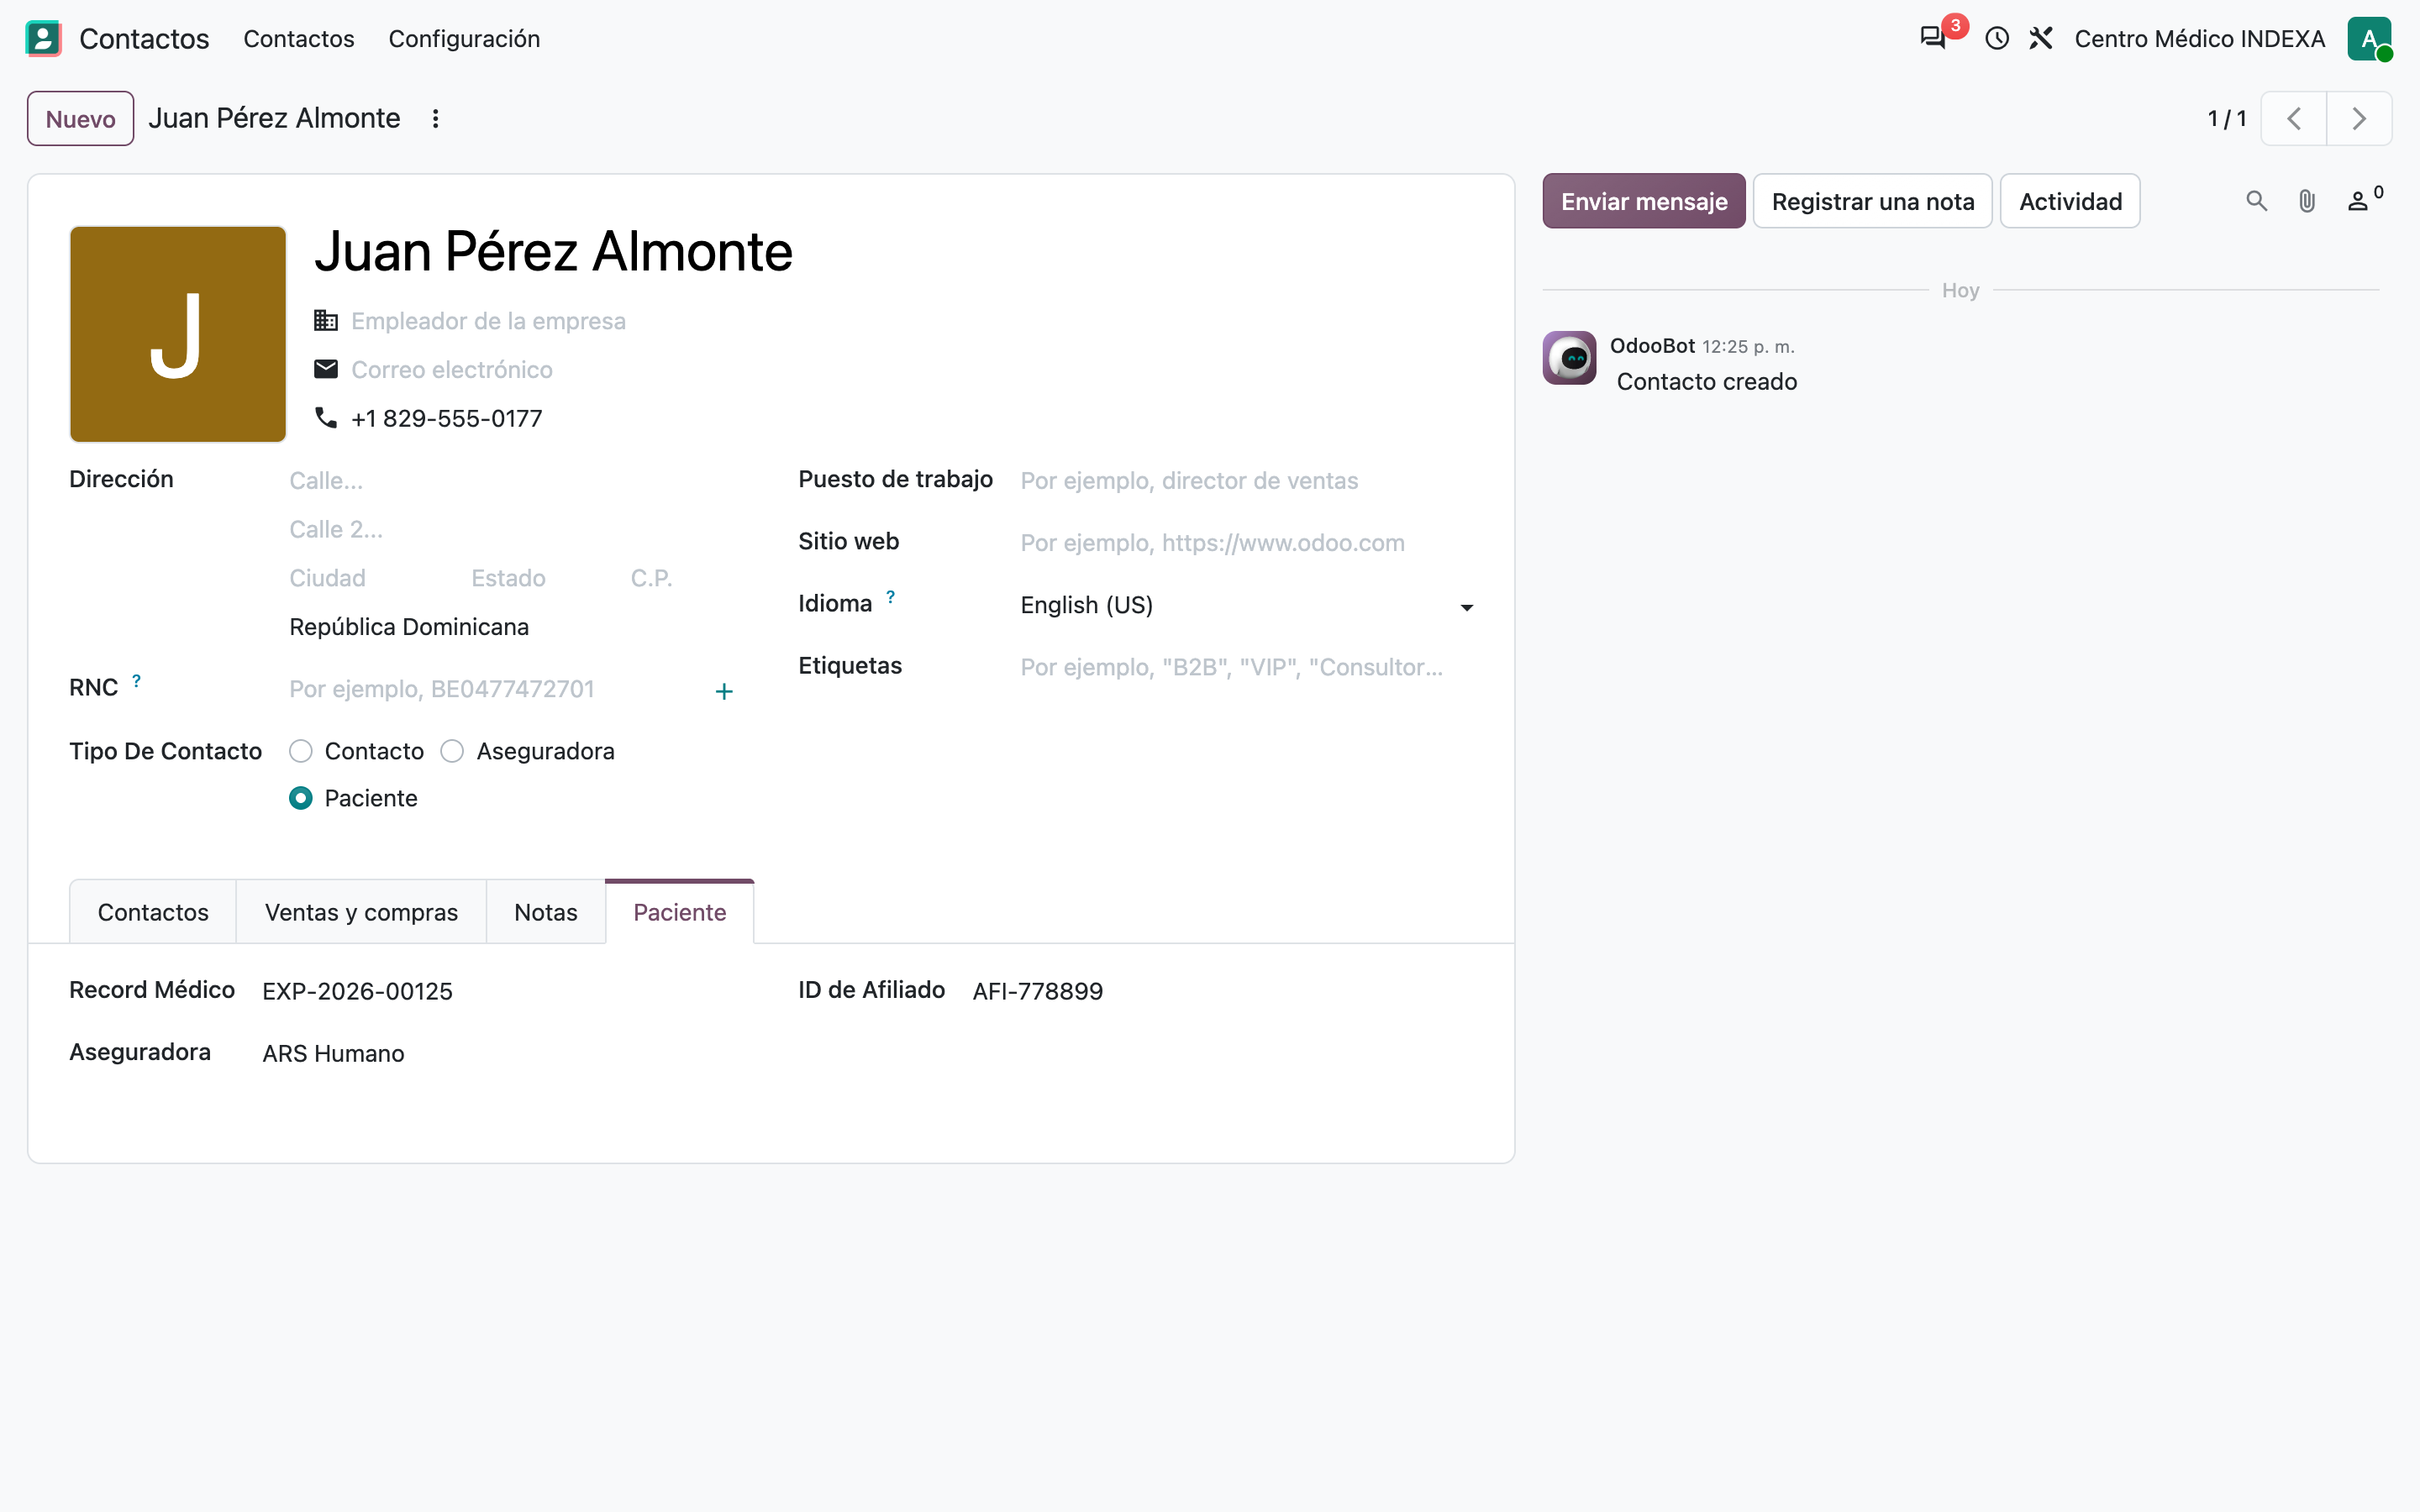 Contactos Contactos Configuración 3 Centro Médico INDEXA A
Nuevo Juan Pérez Almonte 1 / 1
Enviar mensaje Registrar una nota Actividad 0
J
Juan Pérez Almonte
Empleador de la empresa
Correo electrónico
+1 829-555-0177
Hoy
OdooBot 12:25 p. m.
Contacto creado
Dirección Calle...
Calle 2...
Ciudad Estado C.P.
República Dominicana
RNC ? Por ejemplo, BE0477472701 +
Tipo De Contacto Contacto Aseguradora
Paciente
Puesto de trabajo Por ejemplo, director de ventas
Sitio web Por ejemplo, https://www.odoo.com
Idioma ? English (US)
Etiquetas Por ejemplo, "B2B", "VIP", "Consultor...
Contactos Ventas y compras Notas Paciente
Record Médico EXP-2026-00125 ID de Afiliado AFI-778899
Aseguradora ARS Humano